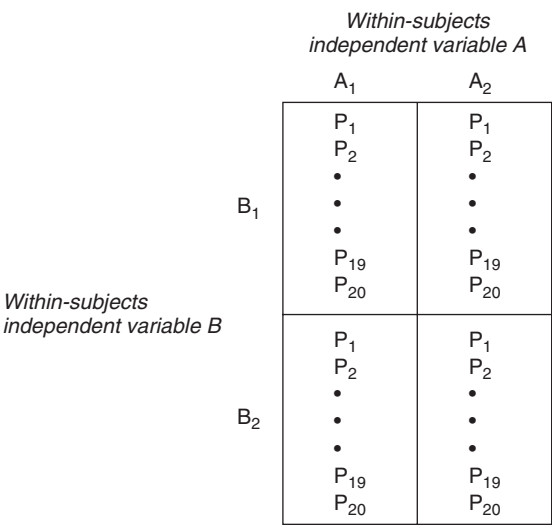 Within-subjects
independent variable A
A₁ A₂
B₁
P₁ P₁
P₂ P₂
• •
• •
• •
P₁₉ P₁₉
P₂₀ P₂₀
Within-subjects
independent variable B
B₂
P₁ P₁
P₂ P₂
• •
• •
• •
P₁₉ P₁₉
P₂₀ P₂₀